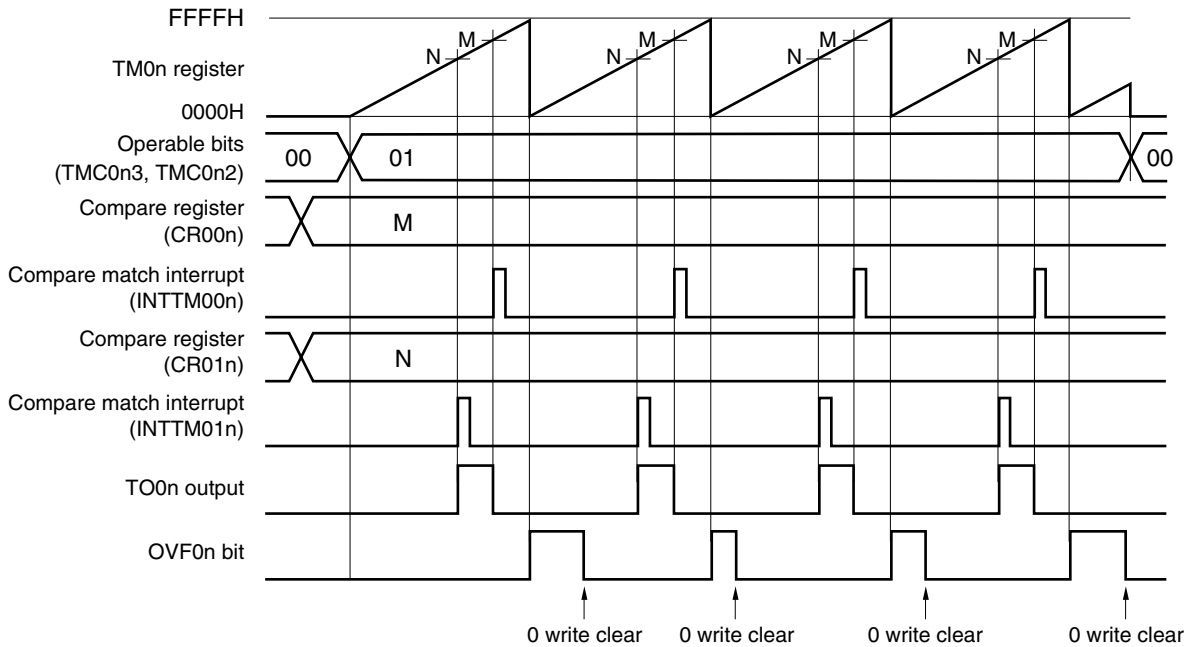 FFFFH
M
M
M
M
N
N
N
N
TM0n register
0000H
Operable bits
(TMC0n3, TMC0n2)
00
01
00
Compare register
(CR00n)
M
Compare match interrupt
(INTTM00n)
Compare register
(CR01n)
N
Compare match interrupt
(INTTM01n)
TO0n output
OVF0n bit
0 write clear
0 write clear
0 write clear
0 write clear